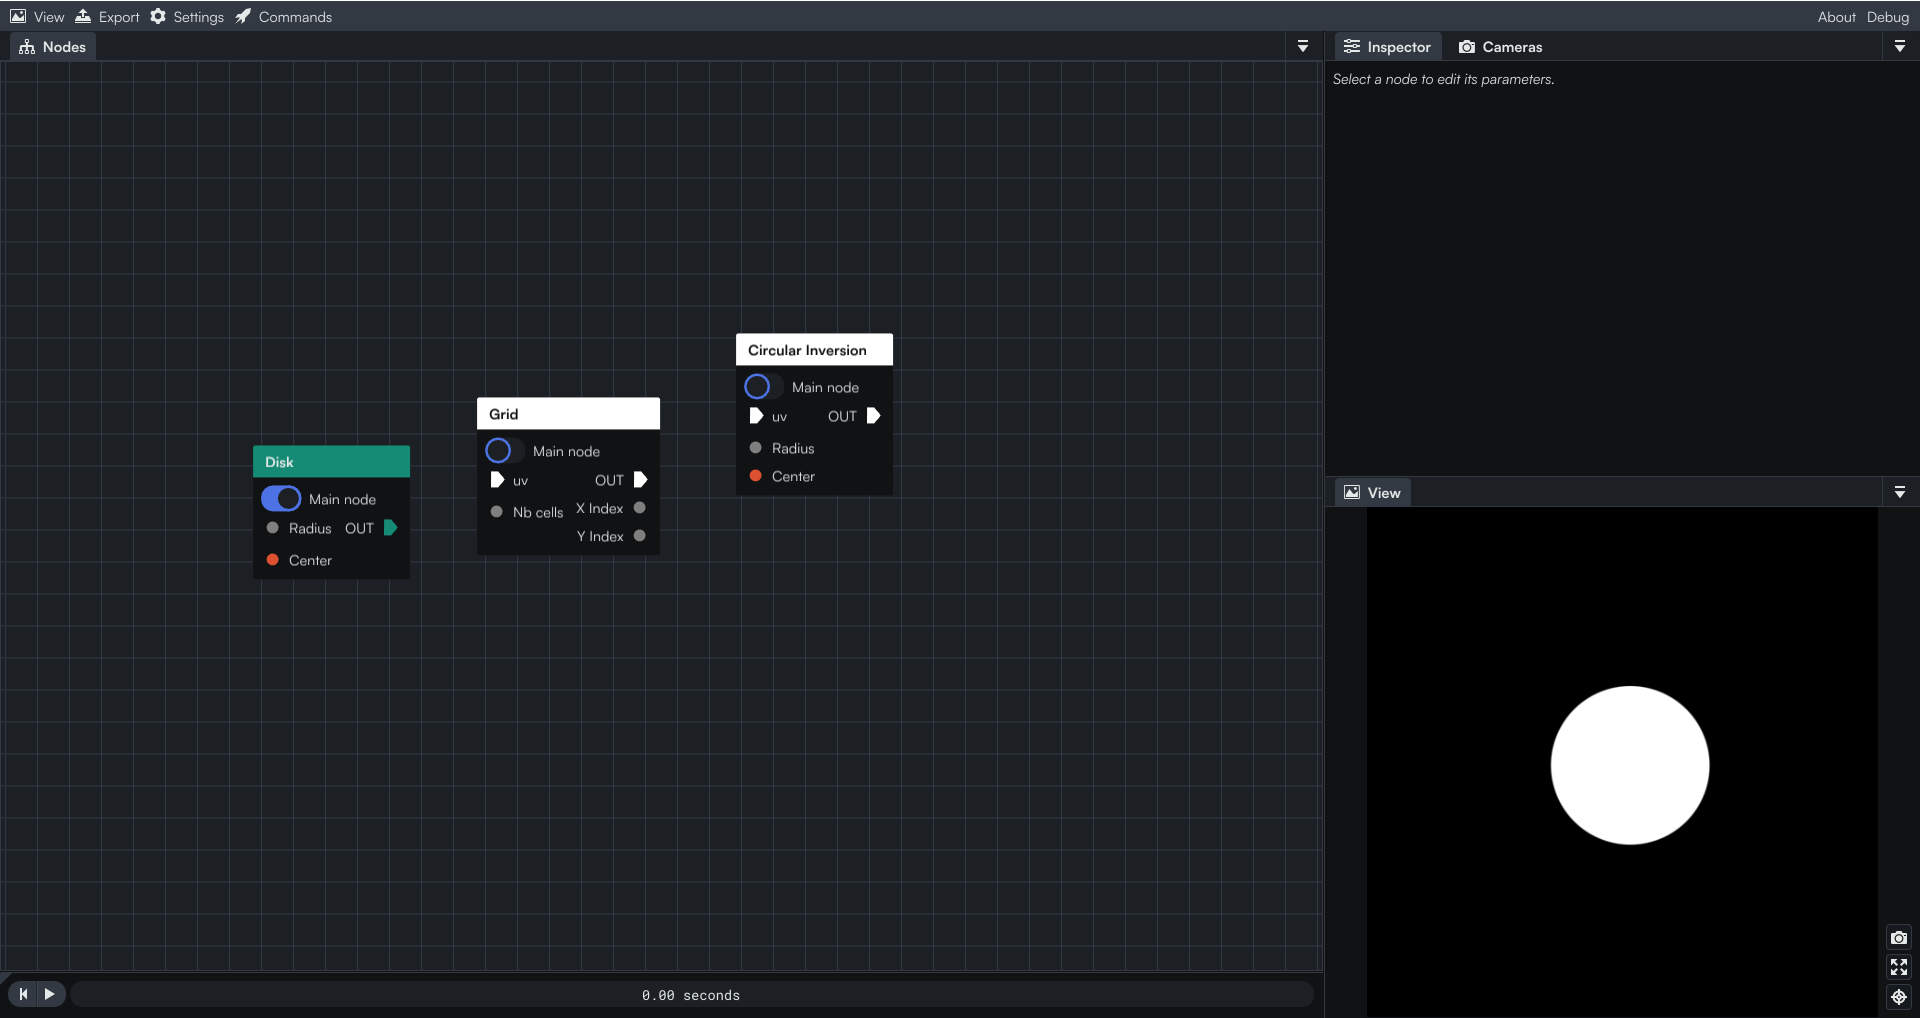 View Export Settings Commands About Debug
Nodes
Inspector Cameras
Select a node to edit its parameters.
Circular Inversion
Main node
uv OUT
Radius
Center
Grid
Main node
uv OUT
Nb cells X Index
Y Index
Disk
Main node
Radius OUT
Center
View
0.00 seconds